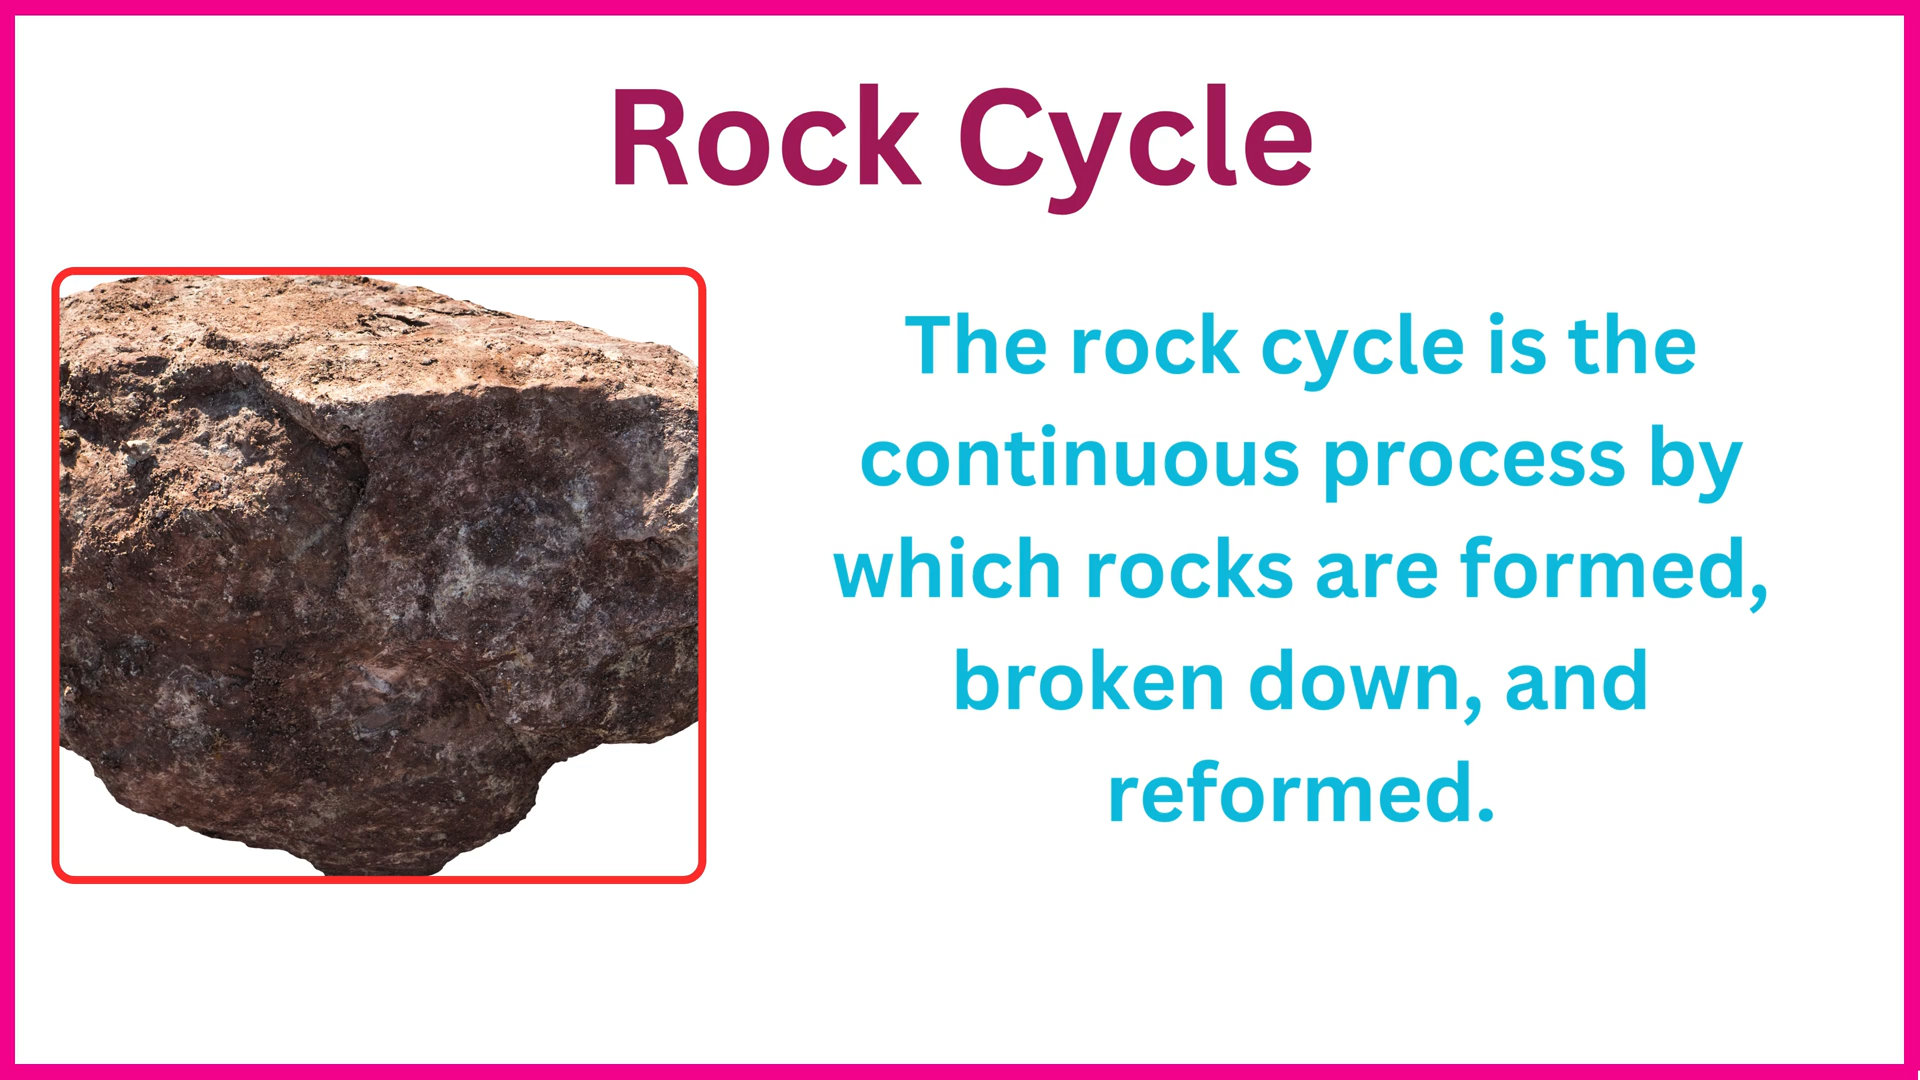 Rock Cycle
The rock cycle is the
continuous process by
which rocks are formed,
broken down, and
reformed.